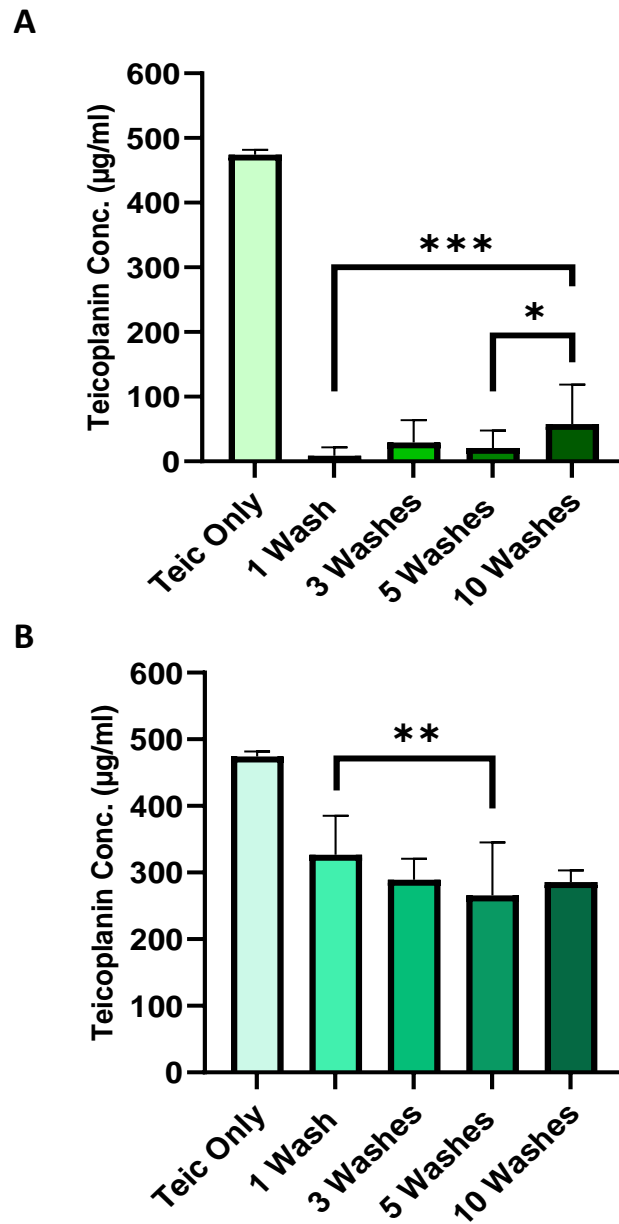 A
Teicoplanin Conc. (µg/ml)
600
500
400
300
200
100
0
***
*
Teic Only
1 Wash
3 Washes
5 Washes
10 Washes
B
Teicoplanin Conc. (µg/ml)
600
500
400
300
200
100
0
**
Teic Only
1 Wash
3 Washes
5 Washes
10 Washes